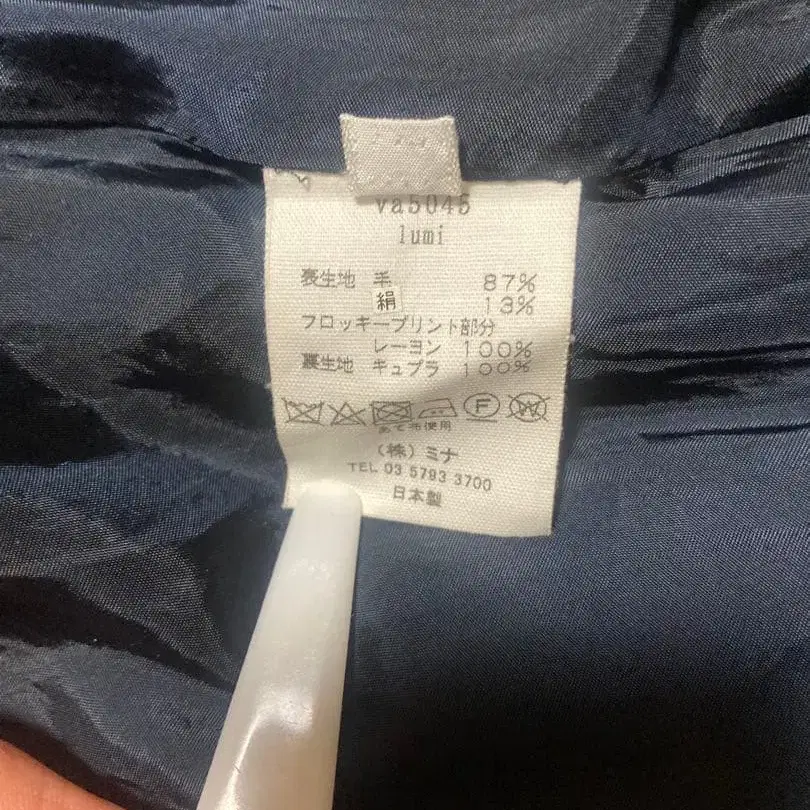 va5045
lumi
表生地 毛 87%
絹 13%
フロッキープリント部分
レーヨン 100%
裏生地 キュプラ 100%
F W
あて布使用
(株) ミナ
TEL 03 5793 3700
日本製